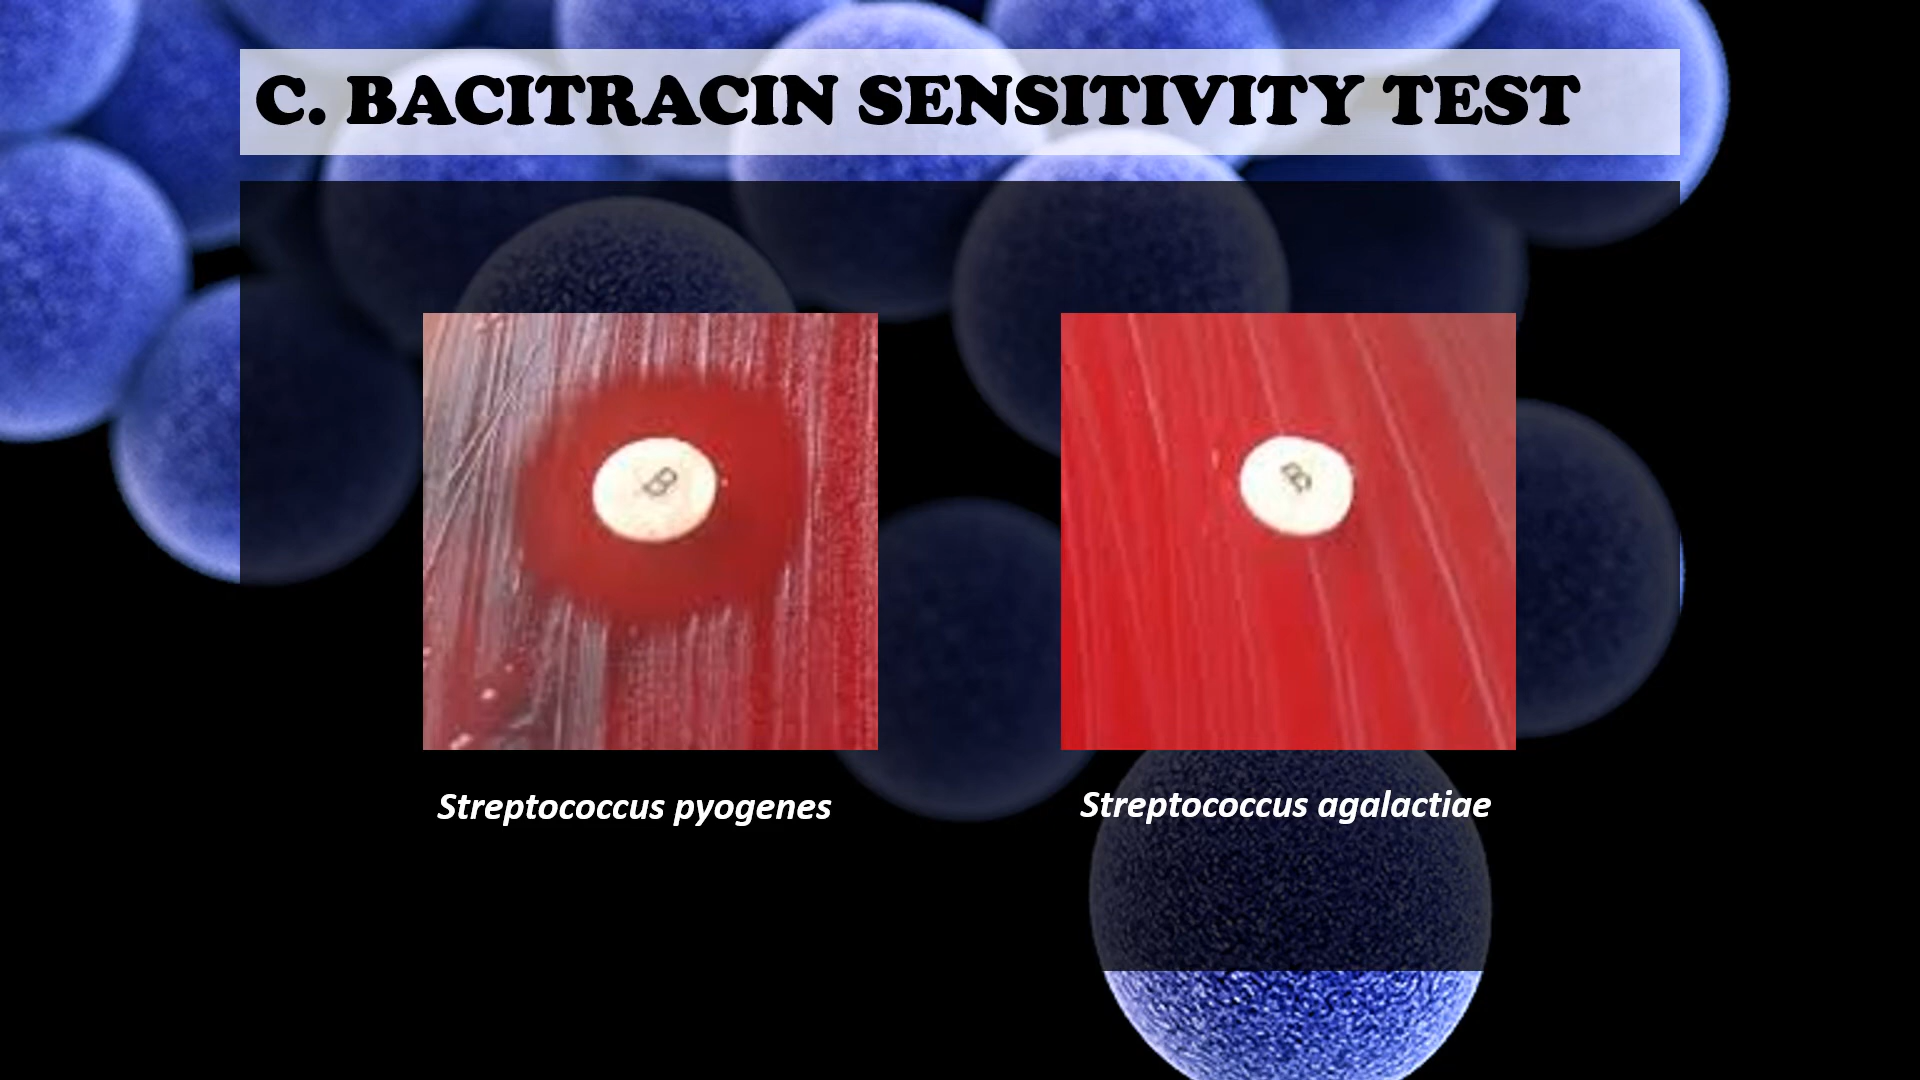 C. BACITRACIN SENSITIVITY TEST
B
B
Streptococcus pyogenes
Streptococcus agalactiae